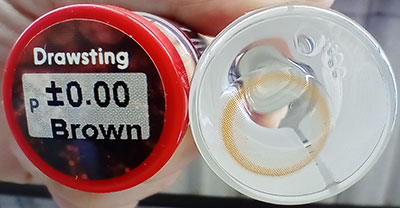 Drawsting
P ±0.00
Brown